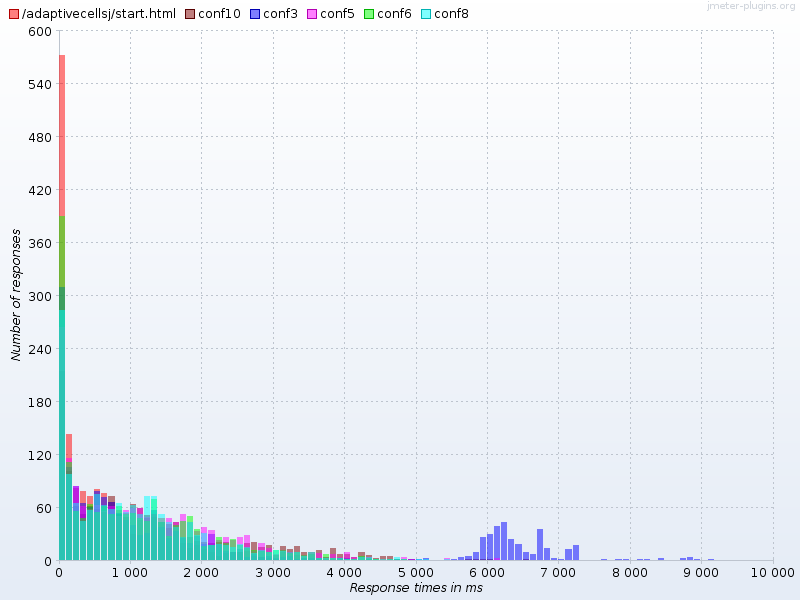 jmeter-plugins.org
/adaptivecellsj/start.html conf10 conf3 conf5 conf6 conf8
600
540
480
420
360
300
240
180
120
60
0
Number of responses
0 1 000 2 000 3 000 4 000 5 000 6 000 7 000 8 000 9 000 10 000
Response times in ms